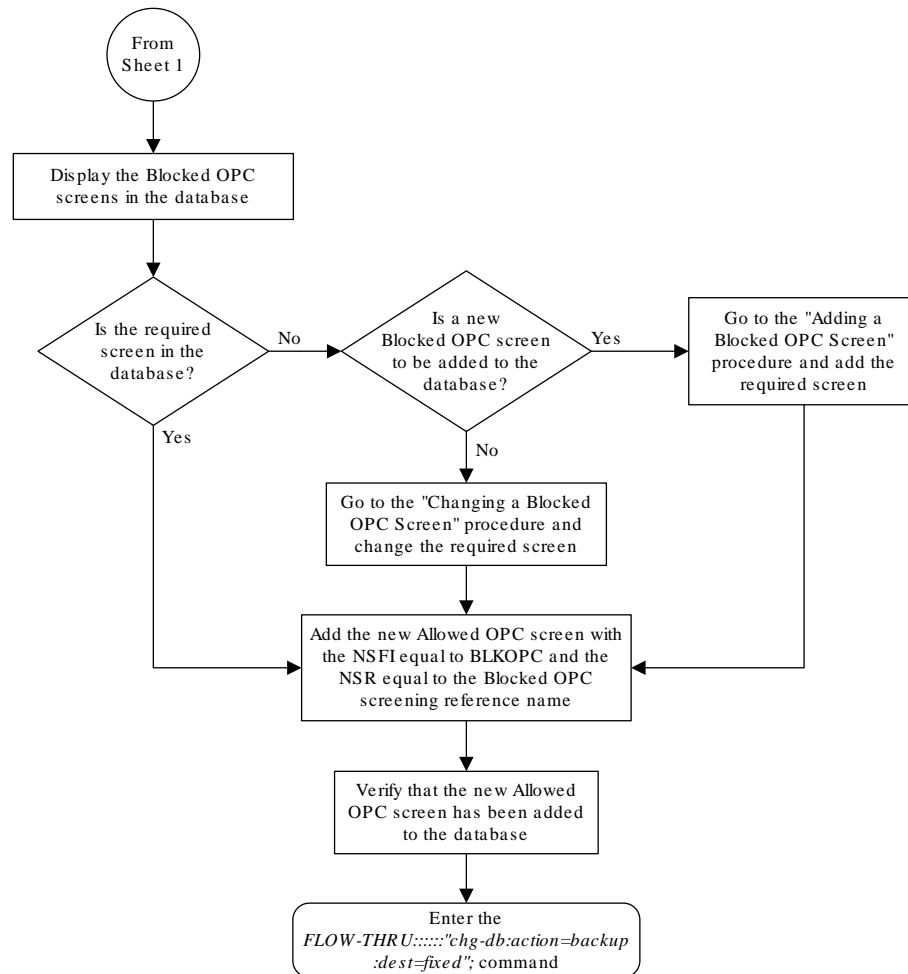 From
Sheet 1
Display the Blocked OPC
screens in the database
Is the required
screen in the
database?
No
Is a new
Blocked OPC screen
to be added to the
database?
Yes
Go to the "Adding a
Blocked OPC Screen"
procedure and add the
required screen
Yes
No
Go to the "Changing a Blocked
OPC Screen" procedure and
change the required screen
Add the new Allowed OPC screen with
the NSFI equal to BLKOPC and the
NSR equal to the Blocked OPC
screening reference name
Verify that the new Allowed
OPC screen has been added
to the database
Enter the
FLOW-THRU::::::"chg-db:action=backup
:dest=fixed"; command